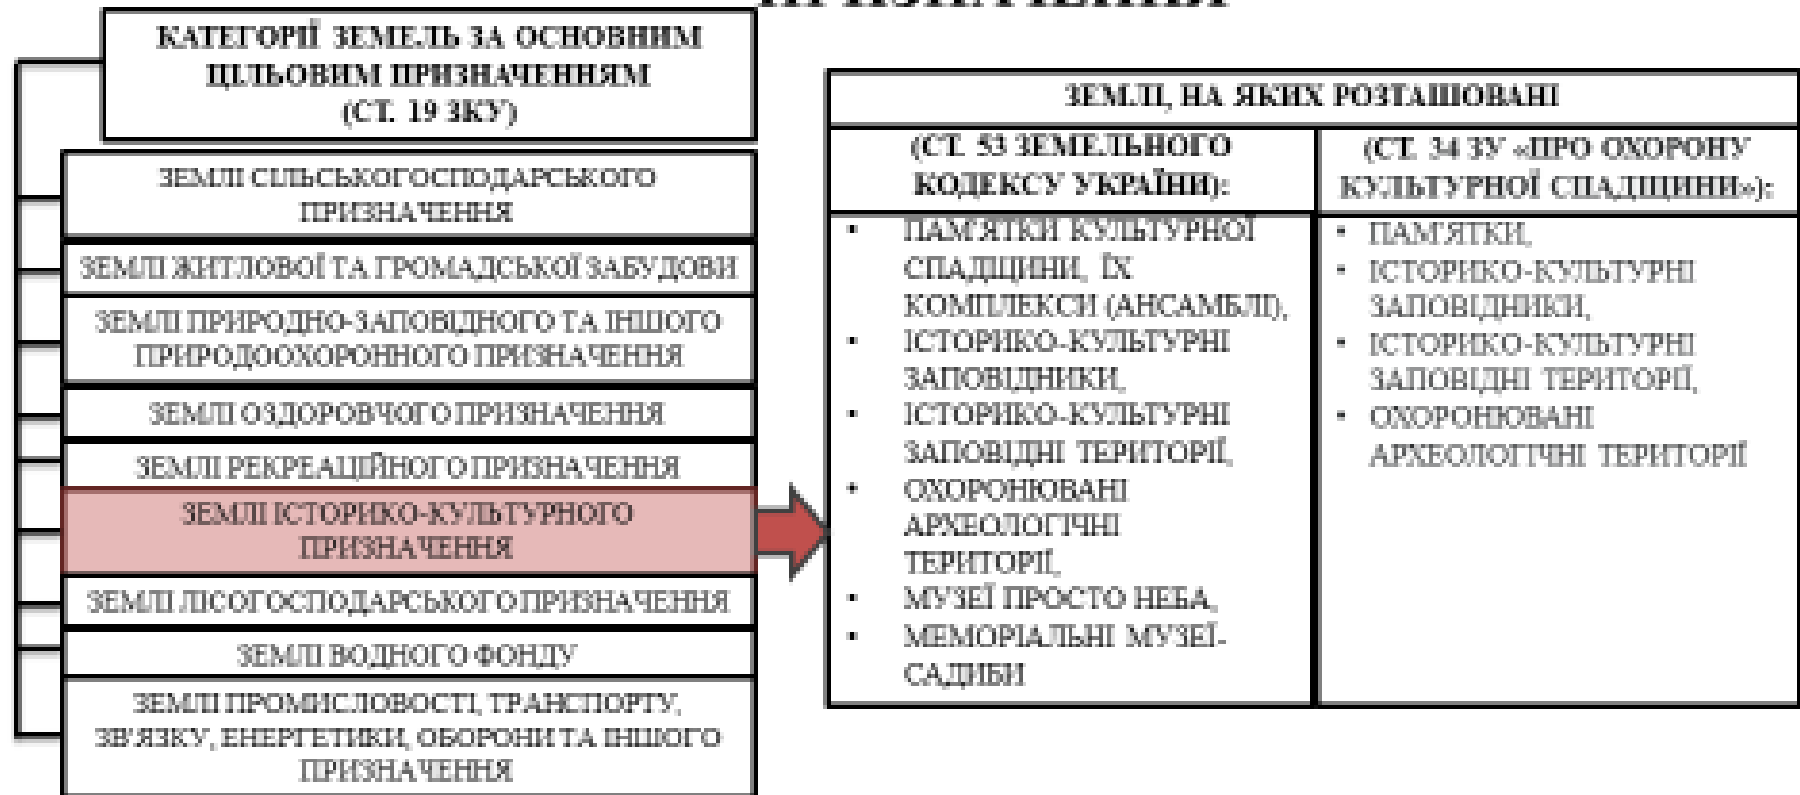 КАТЕГОРІЇ ЗЕМЕЛЬ ЗА ОСНОВНИМ
ЦІЛЬОВИМ ПРИЗНАЧЕННЯМ
(СТ. 19 ЗКУ)
ЗЕМЛІ СІЛЬСЬКОГОСПОДАРСЬКОГО
ПРИЗНАЧЕННЯ
ЗЕМЛІ ЖИТЛОВОЇ ТА ГРОМАДСЬКОЇ ЗАБУДОВИ
ЗЕМЛІ ПРИРОДНО-ЗАПОВІДНОГО ТА ІНШОГО
ПРИРОДООХОРОННОГО ПРИЗНАЧЕННЯ
ЗЕМЛІ ОЗДОРОВЧОГО ПРИЗНАЧЕННЯ
ЗЕМЛІ РЕКРЕАЦІЙНОГО ПРИЗНАЧЕННЯ
ЗЕМЛІ ІСТОРИКО-КУЛЬТУРНОГО
ПРИЗНАЧЕННЯ
ЗЕМЛІ ЛІСОГОСПОДАРСЬКОГО ПРИЗНАЧЕННЯ
ЗЕМЛІ ВОДНОГО ФОНДУ
ЗЕМЛІ ПРОМИСЛОВОСТІ, ТРАНСПОРТУ,
ЗВ'ЯЗКУ, ЕНЕРГЕТИКИ, ОБОРОНИ ТА ІНШОГО
ПРИЗНАЧЕННЯ
ЗЕМЛІ, НА ЯКИХ РОЗТАШОВАНІ
(СТ. 53 ЗЕМЕЛЬНОГО
КОДЕКСУ УКРАЇНИ):
• ПАМ'ЯТКИ КУЛЬТУРНОЇ
СПАДЩИНИ, ЇХ
КОМПЛЕКСИ (АНСАМБЛІ),
• ІСТОРИКО-КУЛЬТУРНІ
ЗАПОВІДНИКИ,
• ІСТОРИКО-КУЛЬТУРНІ
ЗАПОВІДНІ ТЕРИТОРІЇ,
• ОХОРОНЮВАНІ
АРХЕОЛОГІЧНІ
ТЕРИТОРІЇ,
• МУЗЕЇ ПРОСТО НЕБА,
• МЕМОРІАЛЬНІ МУЗЕЇ-
САДИБИ
(СТ. 34 ЗУ «ПРО ОХОРОНУ
КУЛЬТУРНОЇ СПАДЩИНИ»):
• ПАМ'ЯТКИ,
• ІСТОРИКО-КУЛЬТУРНІ
ЗАПОВІДНИКИ,
• ІСТОРИКО-КУЛЬТУРНІ
ЗАПОВІДНІ ТЕРИТОРІЇ,
• ОХОРОНЮВАНІ
АРХЕОЛОГІЧНІ ТЕРИТОРІЇ